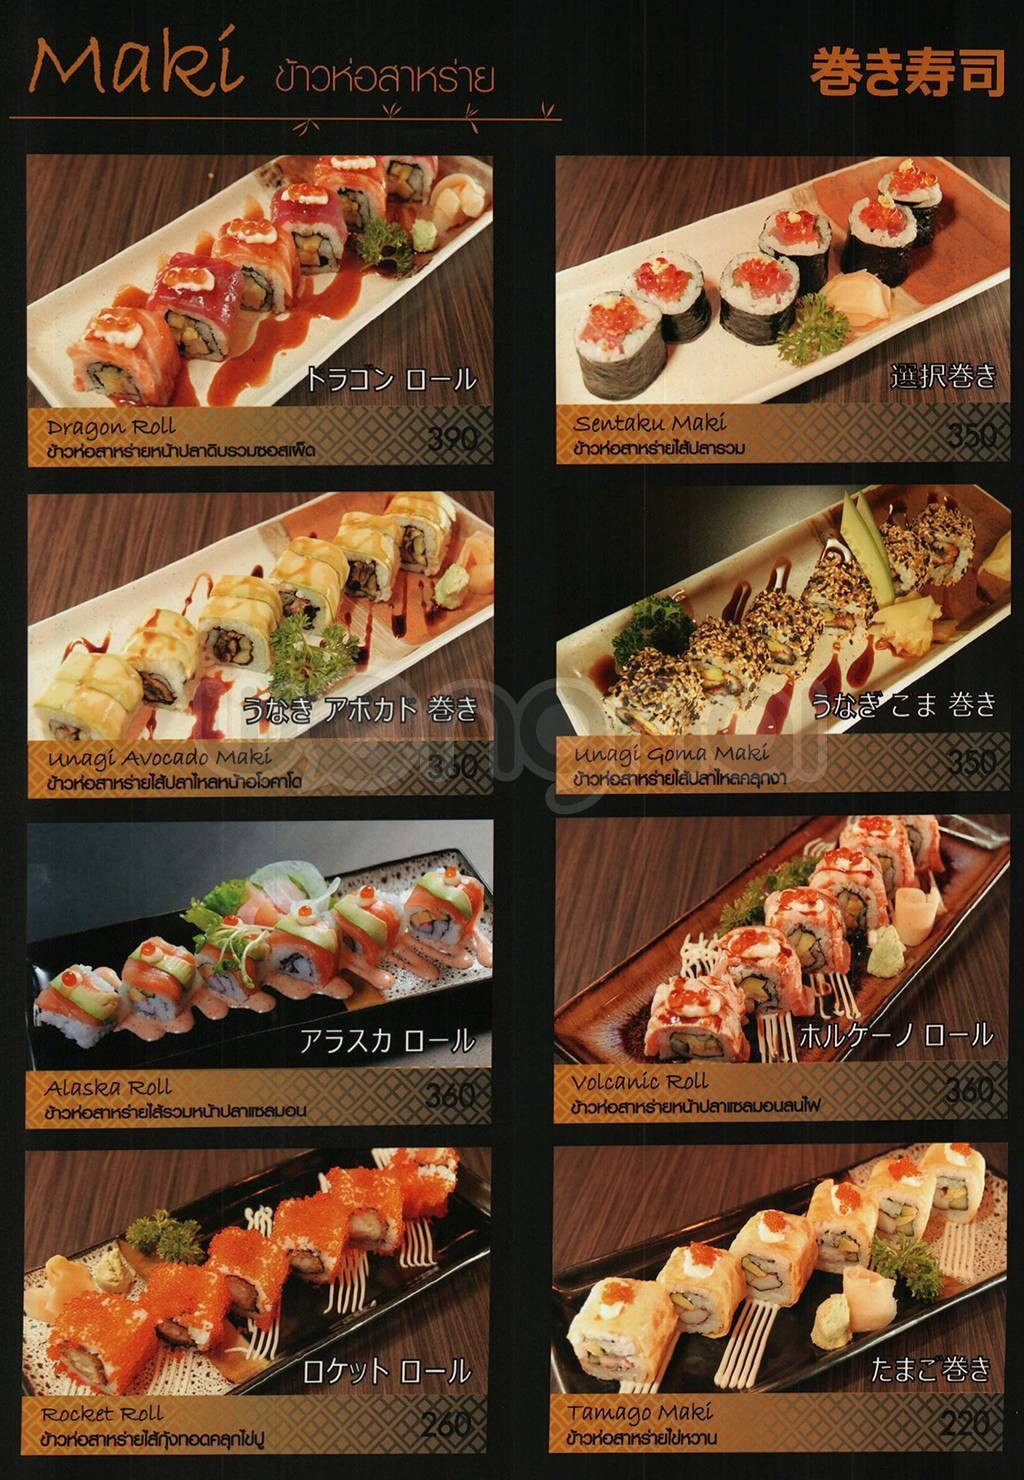 Maki ข้าวห่อสาหร่าย
巻き寿司
ドラゴン ロール
Dragon Roll
390
ข้าวห่อสาหร่ายหน้าปลาดิบรวมซอสเผ็ด
選択巻き
Sentaku Maki
350
ข้าวห่อสาหร่ายไส้ปลารวม
うなぎ アボカド 巻き
Unagi Avocado Maki
ข้าวห่อสาหร่ายไส้ปลาไหลหน้าอโวคาโด
うなぎ こま 巻き
Unagi Goma Maki
350
ข้าวห่อสาหร่ายไส้ปลาไหลคลุกงา
アラスカ ロール
Alaska Roll
360
ข้าวห่อสาหร่ายไส้รวมหน้าปลาแซลมอน
ホルケーノ ロール
Volcanic Roll
360
ข้าวห่อสาหร่ายหน้าปลาแซลมอนลนไฟ
ロケット ロール
Rocket Roll
260
ข้าวห่อสาหร่ายไส้กุ้งทอดคลุกไข่ปู
たまご巻き
Tamago Maki
220
ข้าวห่อสาหร่ายไข่หวาน